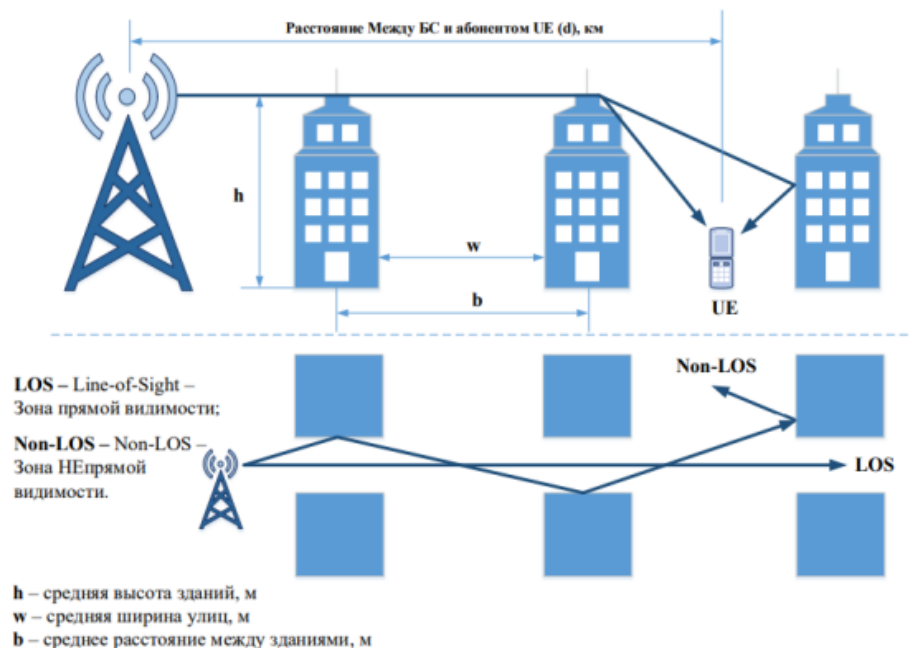 Расстояние Между БС и абонентом UE (d), км
h
w
b
UE
LOS – Line-of-Sight –
Зона прямой видимости;
Non-LOS – Non-LOS –
Зона НЕпрямой
видимости.
Non-LOS
LOS
h – средняя высота зданий, м
w – средняя ширина улиц, м
b – среднее расстояние между зданиями, м